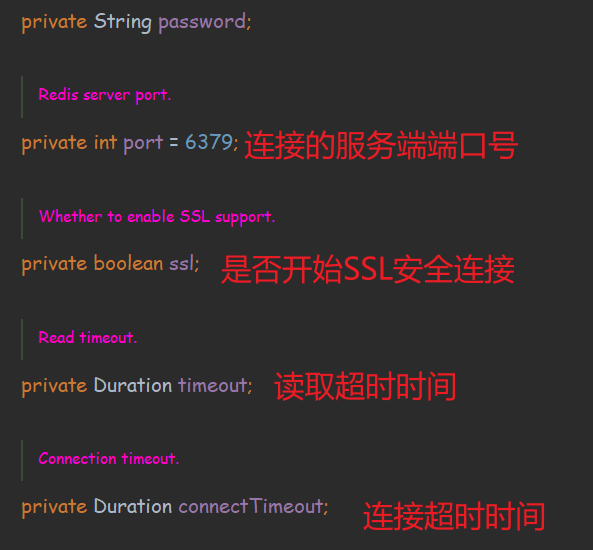 private String password;
Redis server port.
private int port = 6379; 连接的服务端端口号
Whether to enable SSL support.
private boolean ssl; 是否开始SSL安全连接
Read timeout.
private Duration timeout; 读取超时时间
Connection timeout.
private Duration connectTimeout; 连接超时时间